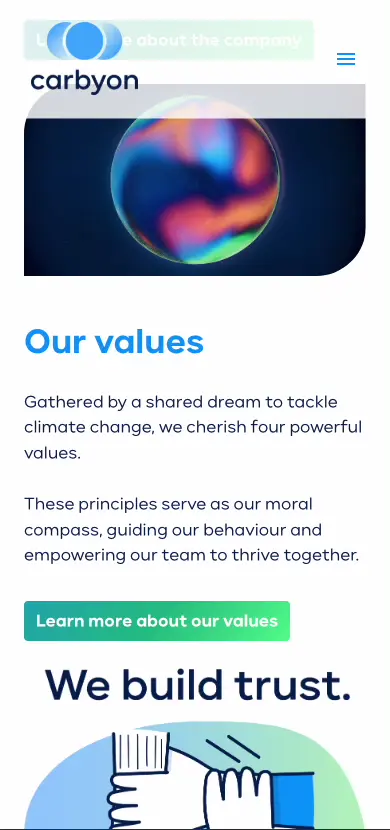 Learn more about the company
carbyon
Our values
Gathered by a shared dream to tackle
climate change, we cherish four powerful
values.
These principles serve as our moral
compass, guiding our behaviour and
empowering our team to thrive together.
Learn more about our values
We build trust.